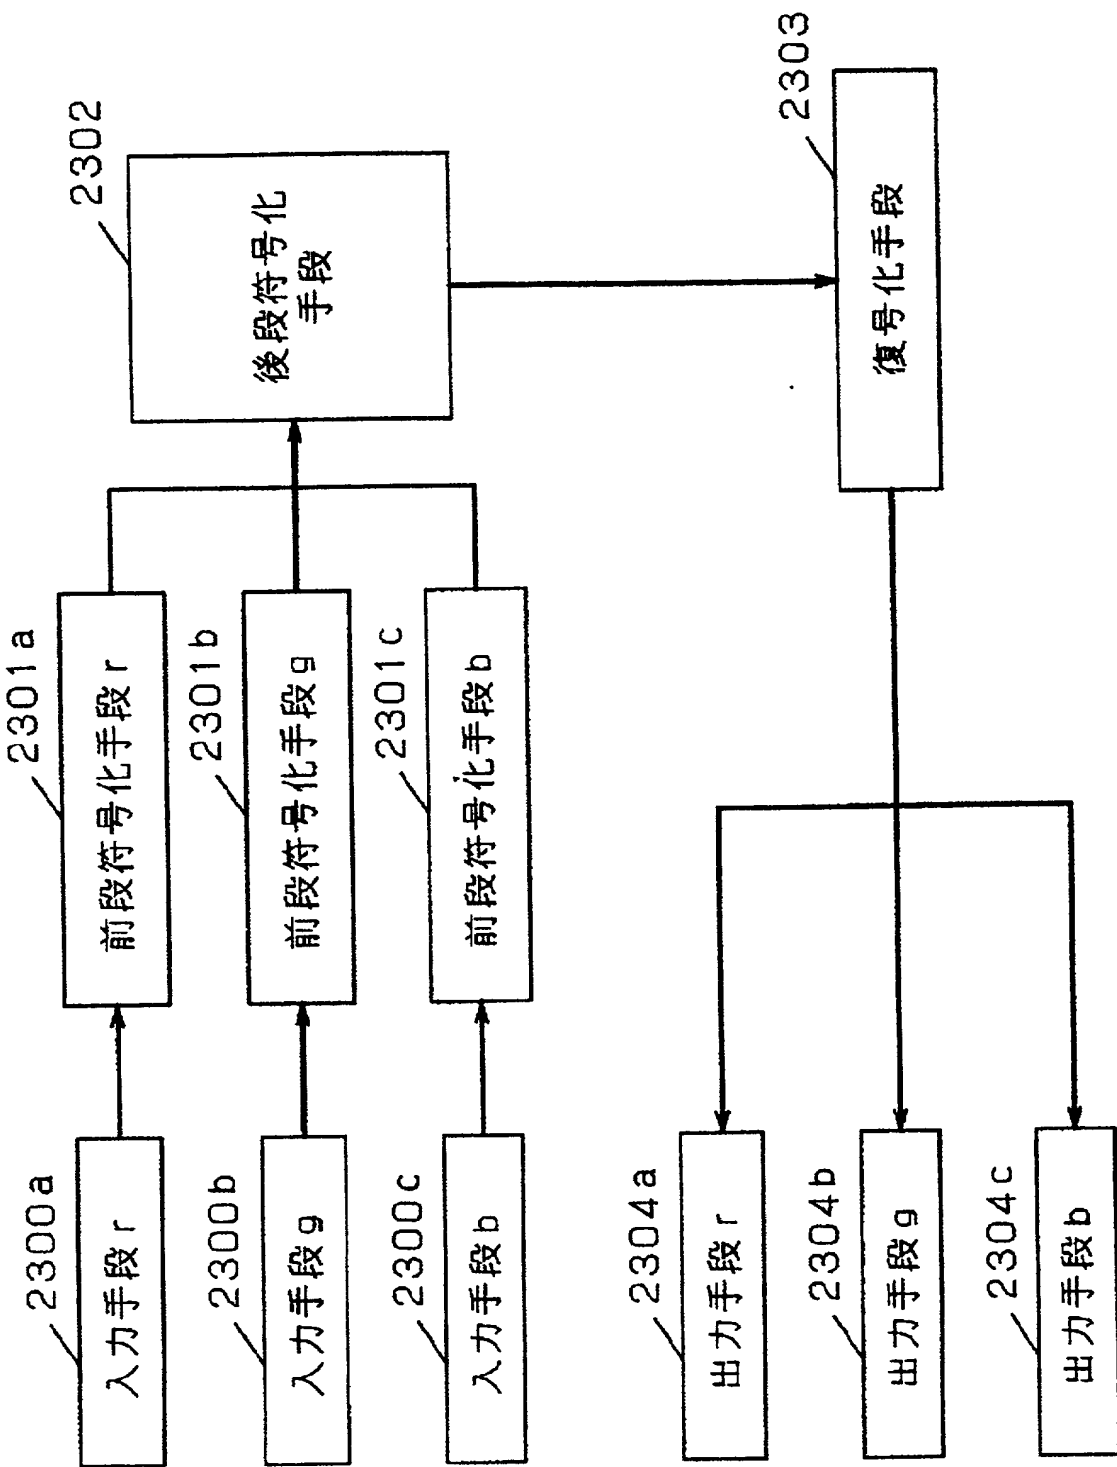 2300a
入力手段r
2301a
前段符号化手段r
2300b
入力手段g
2301b
前段符号化手段g
2300c
入力手段b
2301c
前段符号化手段b
2302
後段符号化
手段
2303
復号化手段
2304a
出力手段r
2304b
出力手段g
2304c
出力手段b